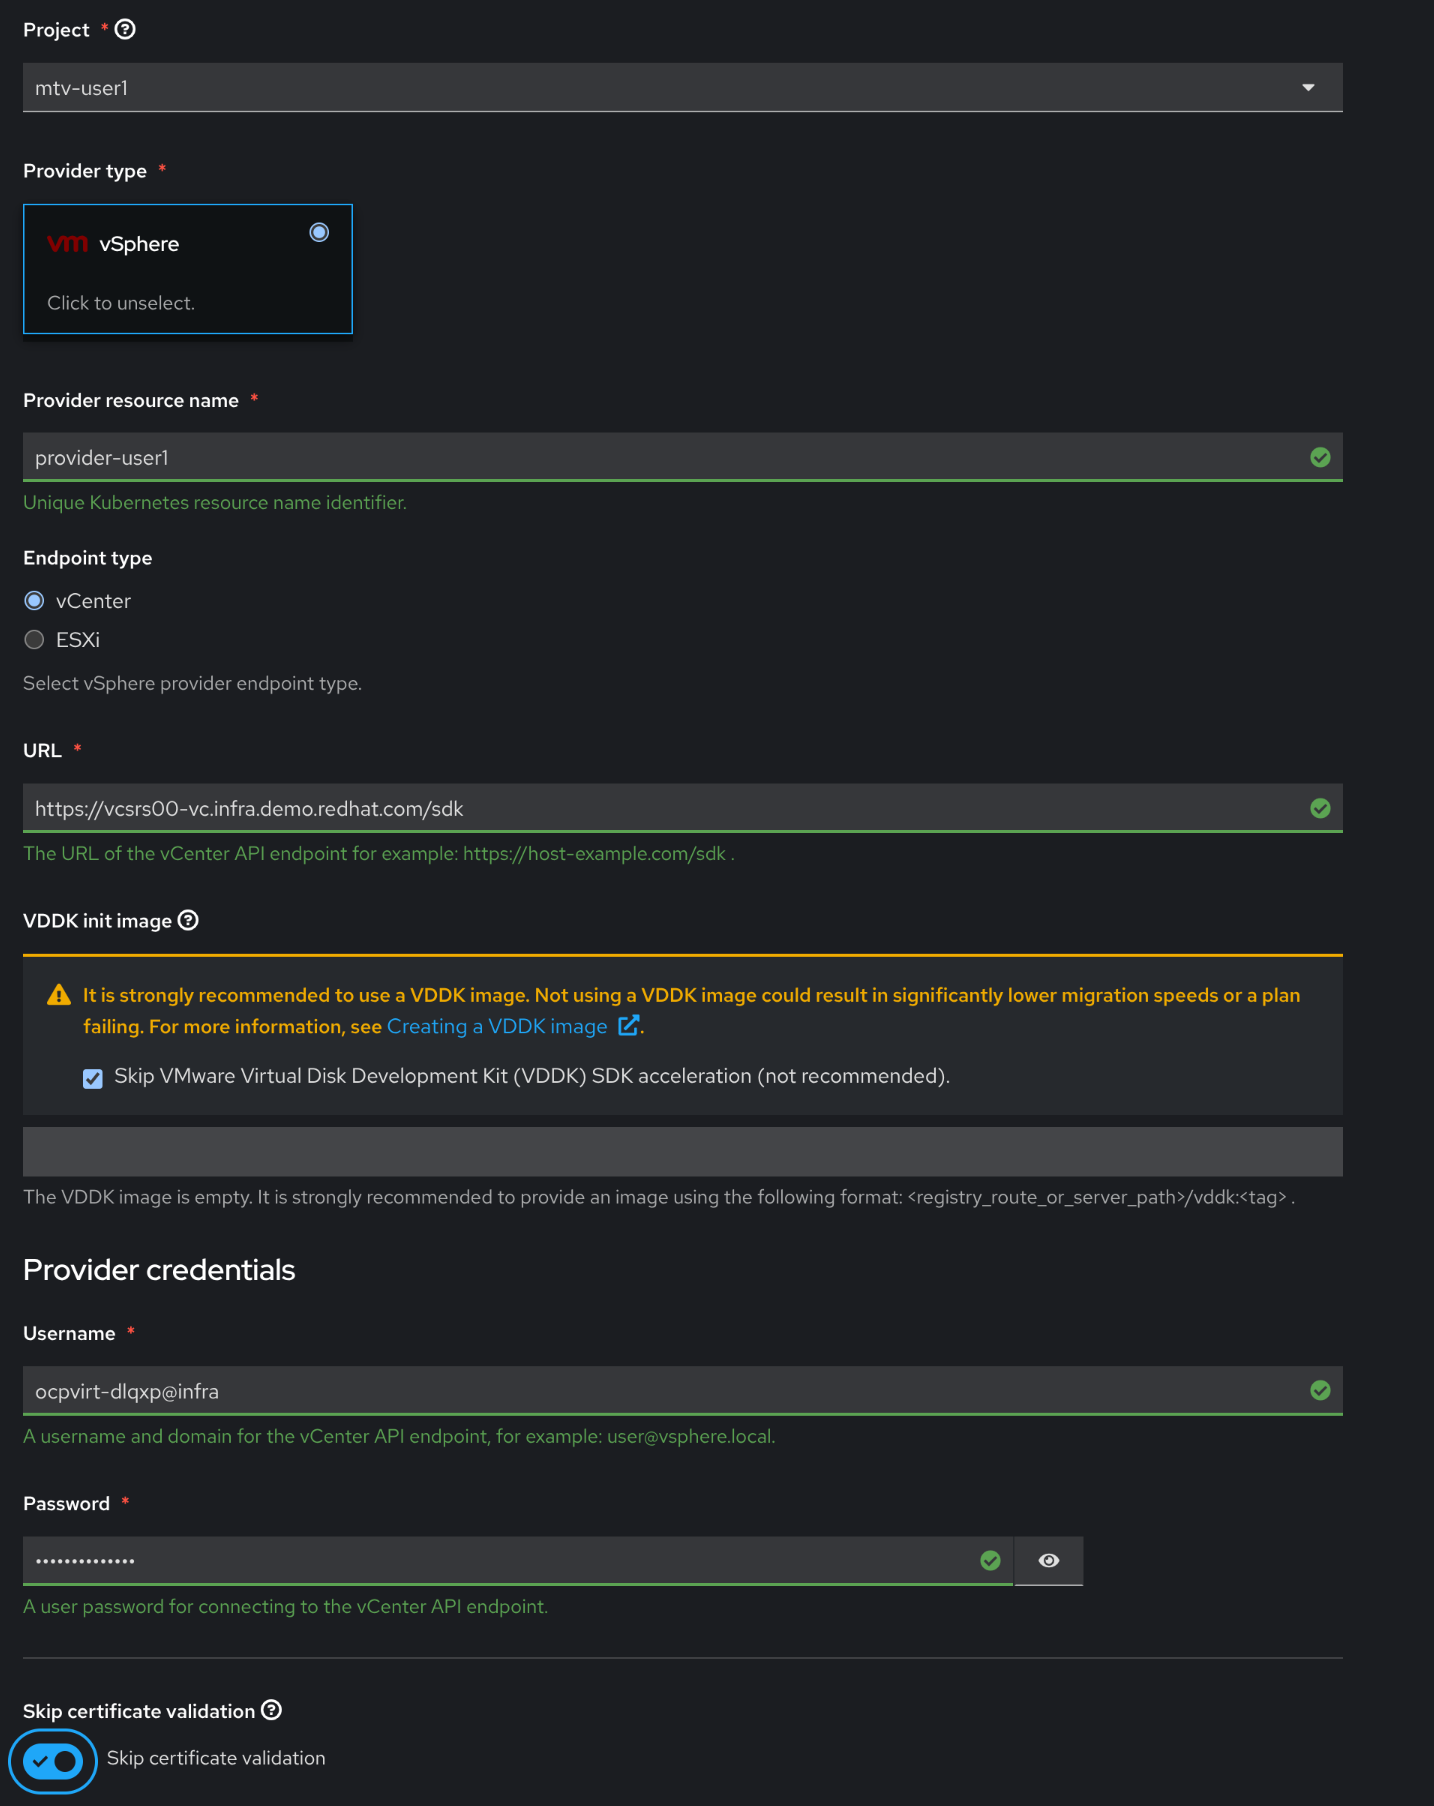 Project *
mtv-user1
Provider type *
vm vSphere
Click to unselect.
Provider resource name *
provider-user1
Unique Kubernetes resource name identifier.
Endpoint type
vCenter
ESXi
Select vSphere provider endpoint type.
URL *
https://vcsrs00-vc.infra.demo.redhat.com/sdk
The URL of the vCenter API endpoint for example: https://host-example.com/sdk .
VDDK init image
It is strongly recommended to use a VDDK image. Not using a VDDK image could result in significantly lower migration speeds or a plan
failing. For more information, see Creating a VDDK image .
Skip VMware Virtual Disk Development Kit (VDDK) SDK acceleration (not recommended).
The VDDK image is empty. It is strongly recommended to provide an image using the following format: <registry_route_or_server_path>/vddk:<tag> .
Provider credentials
Username *
ocpvirt-dlqxp@infra
A username and domain for the vCenter API endpoint, for example: user@vsphere.local.
Password *
••••••••••••••
A user password for connecting to the vCenter API endpoint.
Skip certificate validation
Skip certificate validation